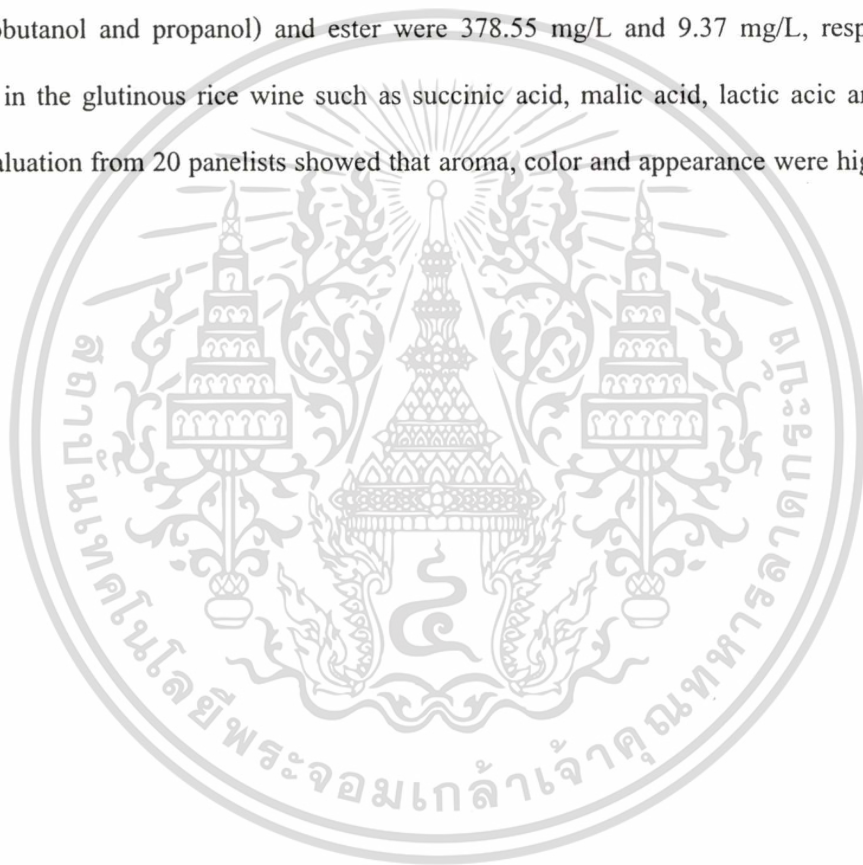 butanol and propanol) and ester were 378.55 mg/L and 9.37 mg/L,
in the glutinous rice wine such as succinic acid, malic acid, lactic acic
from 20 panelists showed that aroma, color and appearance were
สถาบันเทคโนโลยีพระจอมเกล้าเจ้าคุณทหารลาดกระบัง